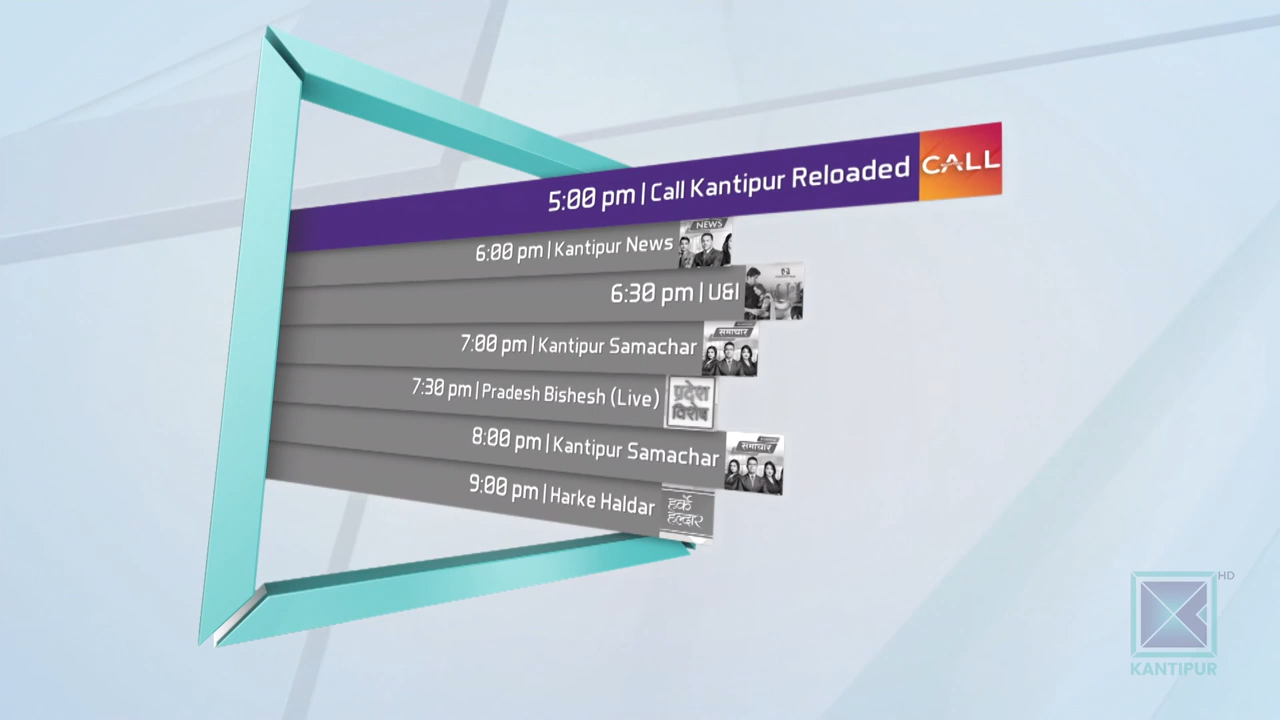 5:00 pm | Call Kantipur Reloaded CALL
6:00 pm | Kantipur News NEWS
6:30 pm | U&I
7:00 pm | Kantipur Samachar समाचार
7:30 pm | Pradesh Bishesh (Live) प्रदेश विशेष
8:00 pm | Kantipur Samachar समाचार
9:00 pm | Harke Haldar हर्के हल्दार
HD
KANTIPUR